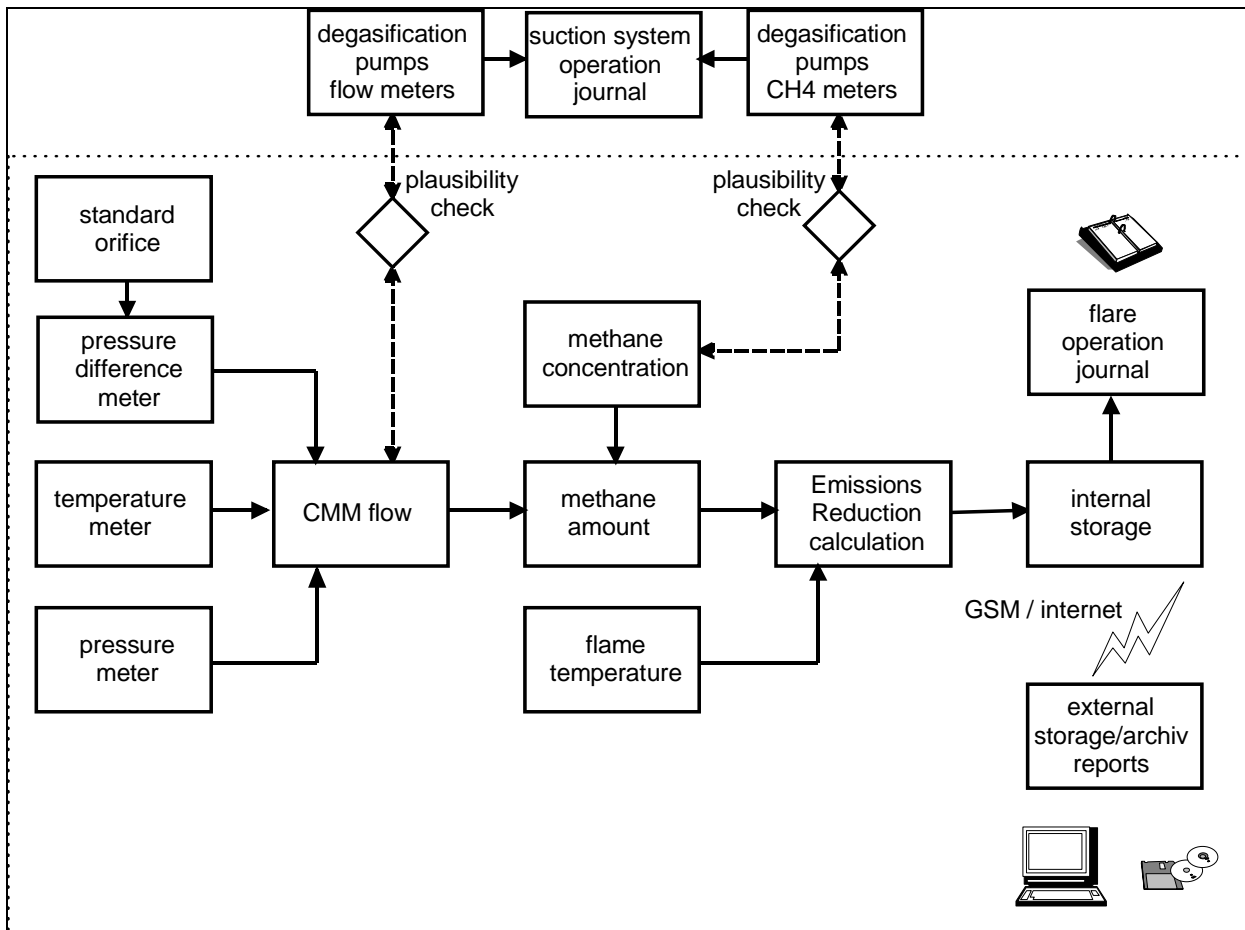 degasification
pumps
flow meters
suction system
operation
journal
degasification
pumps
CH4 meters
plausibility
check
plausibility
check
standard
orifice
pressure
difference
meter
methane
concentration
flare
operation
journal
temperature
meter
CMM flow
methane
amount
Emissions
Reduction
calculation
internal
storage
pressure
meter
flame
temperature
GSM / internet
external
storage/archiv
reports